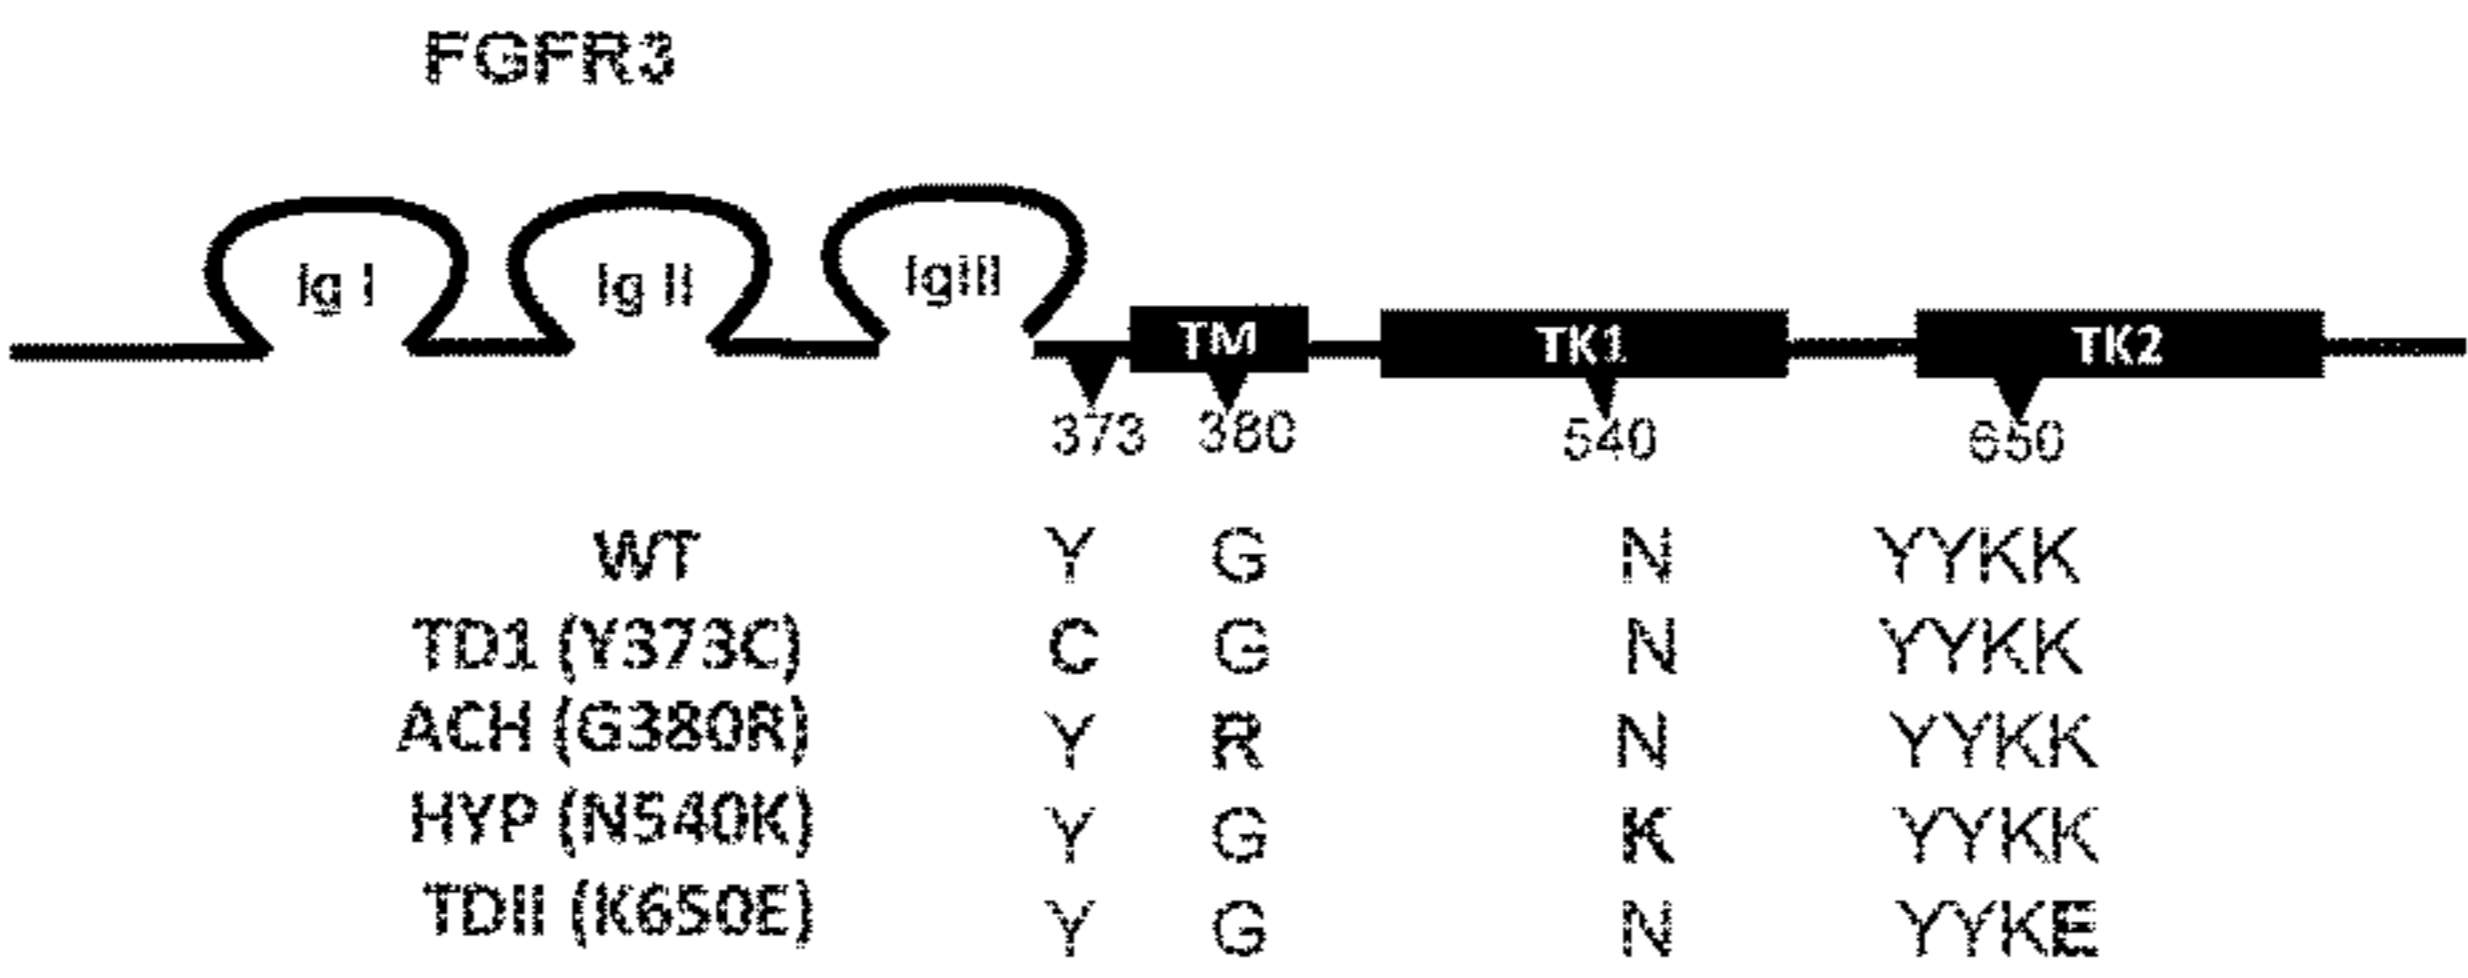 FGFR3
Ig I Ig II IgIII
TM TK1 TK2
373 380 540 650
WT Y G N YYKK
TD1 (Y373C) C G N YYKK
ACH (G380R) Y R N YYKK
HYP (N540K) Y G K YYKK
TDII (K650E) Y G N YYKE